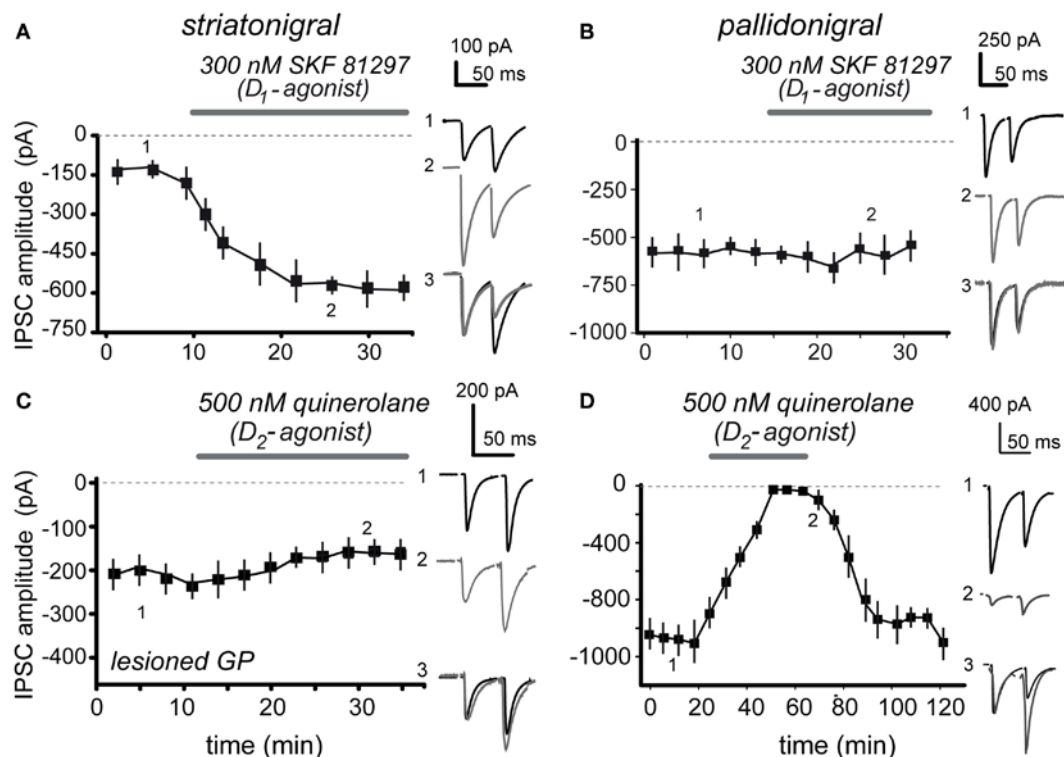 A
striatonigral
300 nM SKF 81297
(D1-agonist)
100 pA
50 ms
IPSC amplitude (pA)
0
-150
-300
-450
-600
-750
1
2
0
10
20
30
1
2
3
B
pallidonigral
300 nM SKF 81297
(D1-agonist)
250 pA
50 ms
0
-250
-500
-750
-1000
1
2
0
10
20
30
1
2
3
C
500 nM quinerolane
(D2-agonist)
200 pA
50 ms
IPSC amplitude (pA)
0
-100
-200
-300
-400
1
2
lesioned GP
0
10
20
30
time (min)
1
2
3
D
500 nM quinerolane
(D2-agonist)
400 pA
50 ms
0
-400
-800
-1000
1
2
0
20
40
60
80
100
120
time (min)
1
2
3